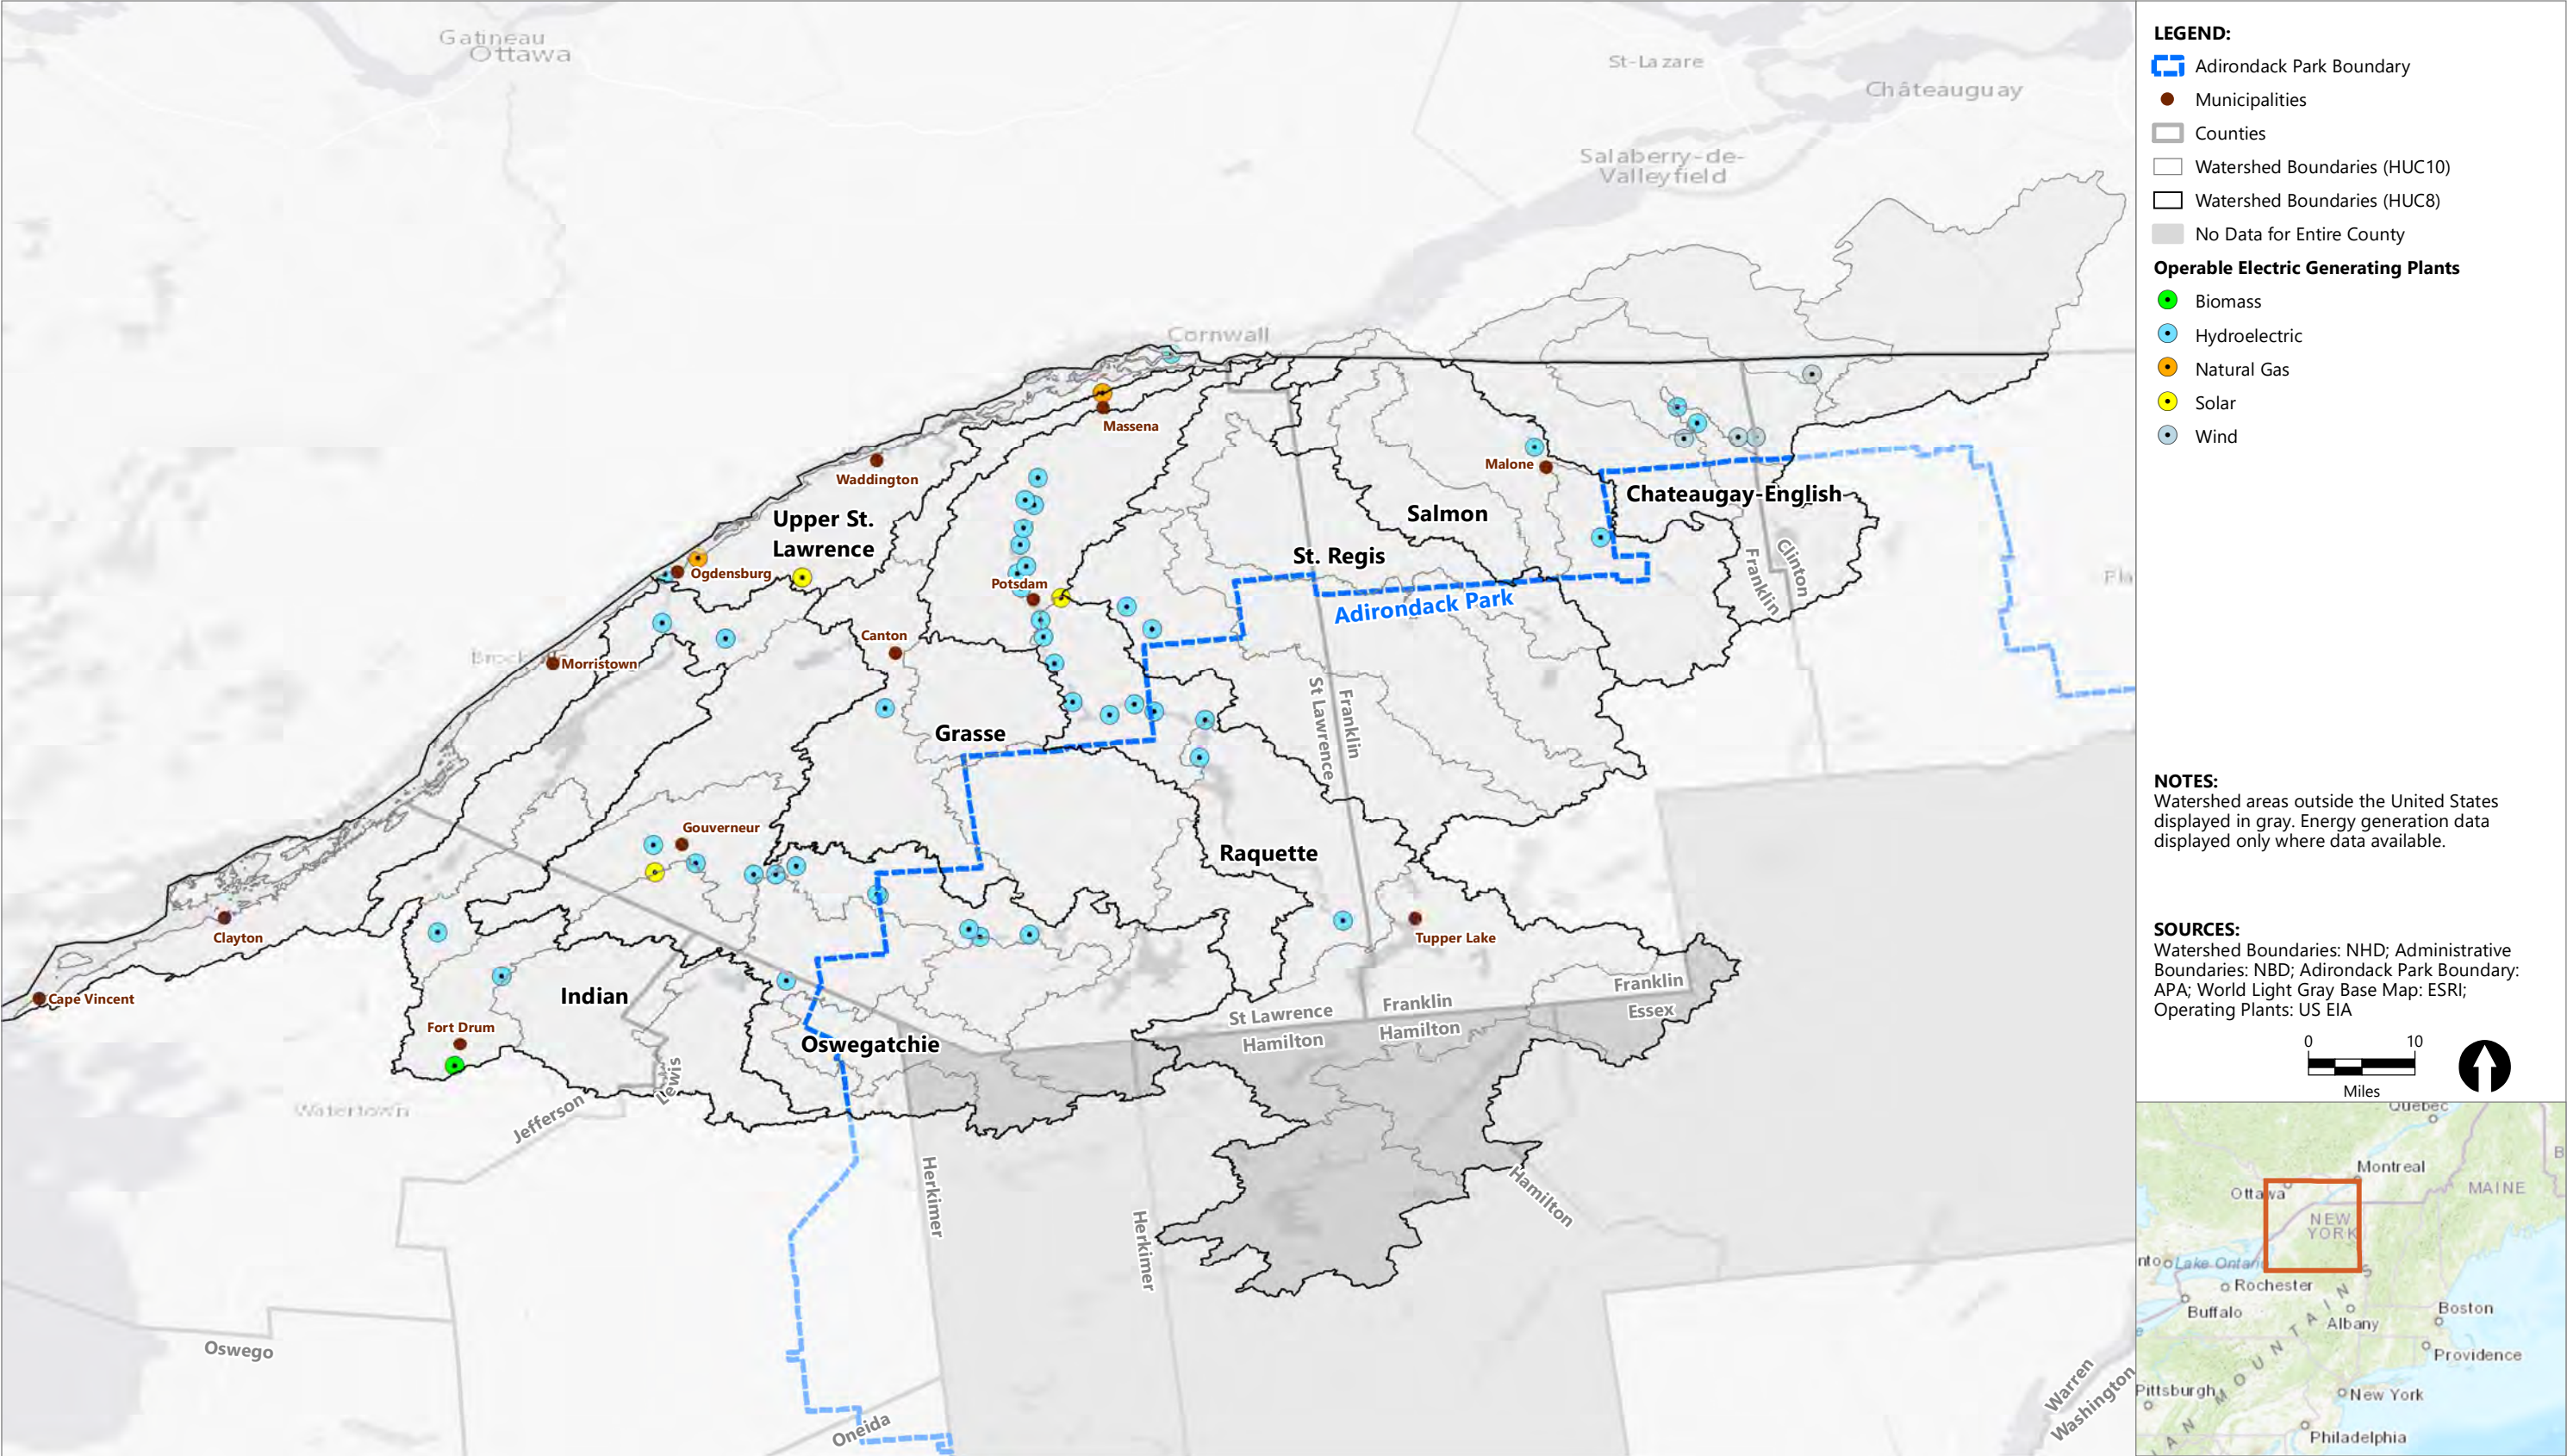 Gatineau
Ottawa
St-Lazare
Châteauguay
Salaberry-de-
Valleyfield
Cornwall
Massena
Waddington
Malone
Chateaugay-English
Salmon
Upper St.
Lawrence
St. Regis
Clinton
Franklin
Ogdensburg
Potsdam
Adirondack Park
Canton
Morristown
St Lawrence
Franklin
Grasse
Gouverneur
Raquette
Clayton
Tupper Lake
Cape Vincent
Indian
Franklin
Franklin
Essex
St Lawrence
Hamilton
Hamilton
Fort Drum
Oswegatchie
Lewis
Watertown
Jefferson
Herkimer
Herkimer
Hamilton
Oswego
Oneida
Warren
Washington
LEGEND:
Adirondack Park Boundary
Municipalities
Counties
Watershed Boundaries (HUC10)
Watershed Boundaries (HUC8)
No Data for Entire County
Operable Electric Generating Plants
Biomass
Hydroelectric
Natural Gas
Solar
Wind
NOTES:
Watershed areas outside the United States
displayed in gray. Energy generation data
displayed only where data available.
SOURCES:
Watershed Boundaries: NHD; Administrative
Boundaries: NBD; Adirondack Park Boundary:
APA; World Light Gray Base Map: ESRI;
Operating Plants: US EIA
0 10
Miles
Quebec
Montreal
Ottawa
MAINE
NEW
YORK
Lake Ontario
Rochester
Buffalo
Boston
Albany
Providence
Pittsburgh
New York
Philadelphia